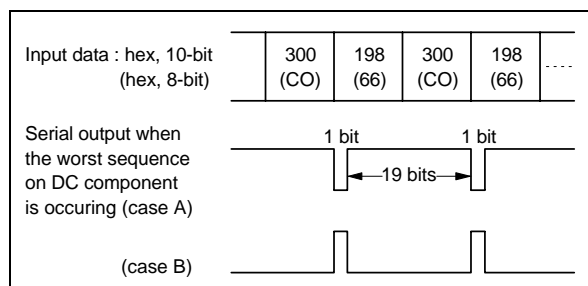 Input data : hex, 10-bit
(hex, 8-bit)
300 198 300 198 ....
(CO) (66) (CO) (66)
Serial output when
the worst sequence
on DC component
is occuring (case A)
1 bit 1 bit
19 bits
(case B)